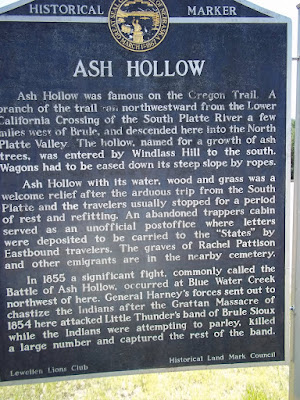 HISTORICAL MARKER
MARCH 1ST 1867
ASH HOLLOW
Ash Hollow was famous on the Oregon Trail. A
branch of the trail ran northwestward from the Lower
California Crossing of the South Platte River a few
miles west of Brule, and descended here into the North
Platte Valley. The hollow, named for a growth of ash
trees, was entered by Windlass Hill to the south.
Wagons had to be eased down its steep slope by ropes.
Ash Hollow with its water, wood and grass was a
welcome relief after the arduous trip from the South
Platte and the travelers usually stopped for a period
of rest and refitting. An abandoned trappers cabin
served as an unofficial postoffice where letters
were deposited to be carried to the "States" by
Eastbound travelers. The graves of Rachel Pattison
and other emigrants are in the nearby cemetery.
In 1855 a significant fight, commonly called the
Battle of Ash Hollow, occurred at Blue Water Creek
northwest of here. General Harney's forces sent out to
chastize the Indians after the Grattan Massacre of
1854 here attacked Little Thunder's band of Brule Sioux
while the Indians were attempting to parley, killed
a large number and captured the rest of the band.
Lewellen Lions Club Historical Land Mark Council